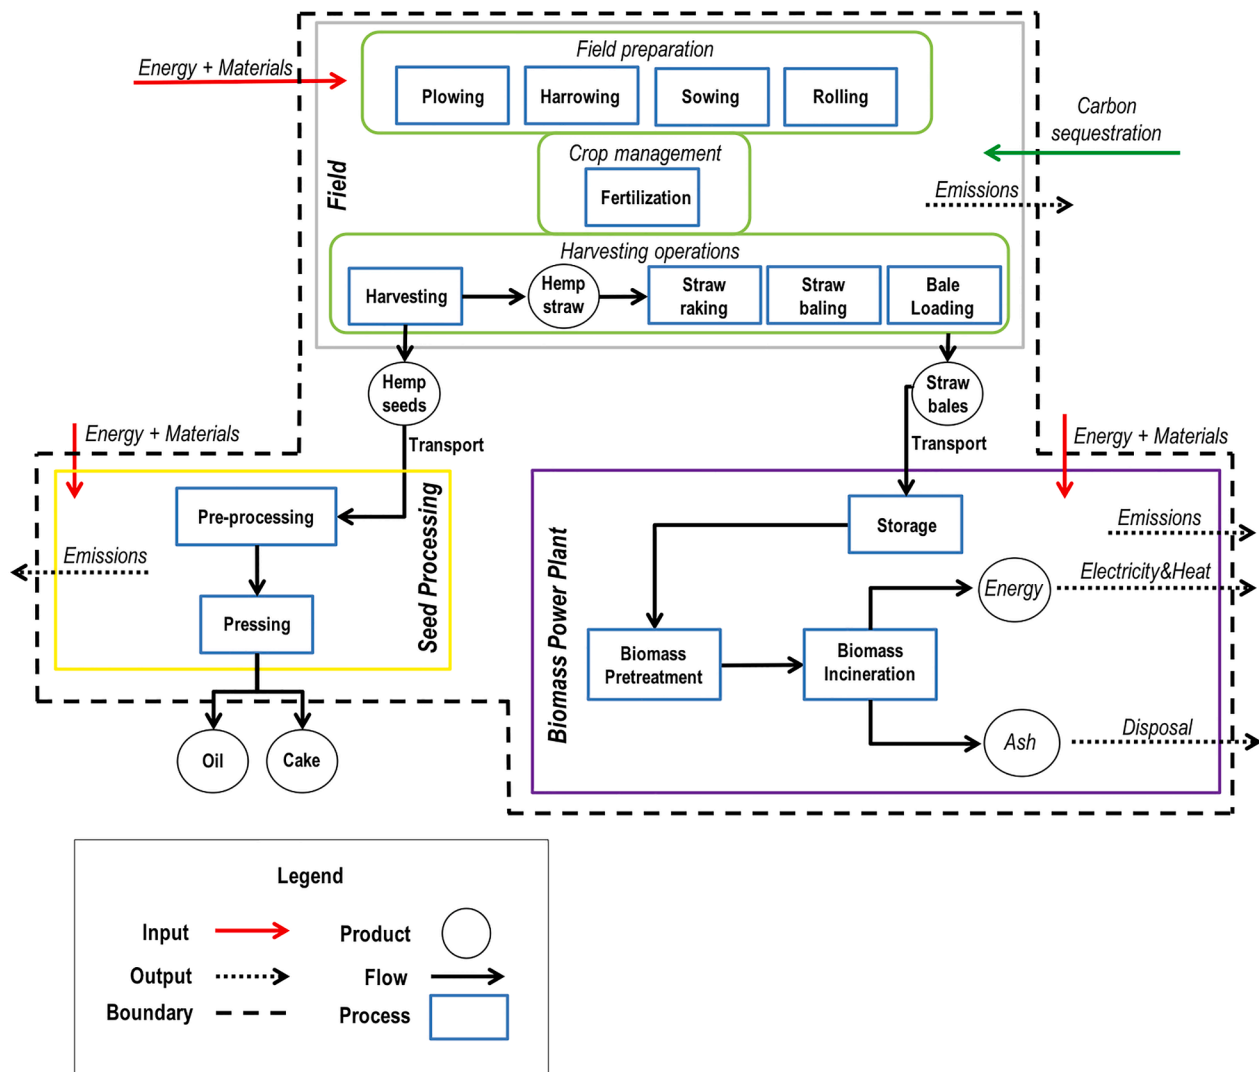 Field preparation
Energy + Materials
Plowing
Harrowing
Sowing
Rolling
Carbon
sequestration
Crop management
Field
Fertilization
Emissions
Harvesting operations
Harvesting
Hemp
straw
Straw
raking
Straw
baling
Bale
Loading
Hemp
seeds
Straw
bales
Transport
Transport
Energy + Materials
Energy + Materials
Pre-processing
Seed Processing
Emissions
Pressing
Oil
Cake
Storage
Emissions
Energy
Electricity&Heat
Biomass Power Plant
Biomass
Pretreatment
Biomass
Incineration
Ash
Disposal
Legend
Input
Product
Output
Flow
Boundary
Process